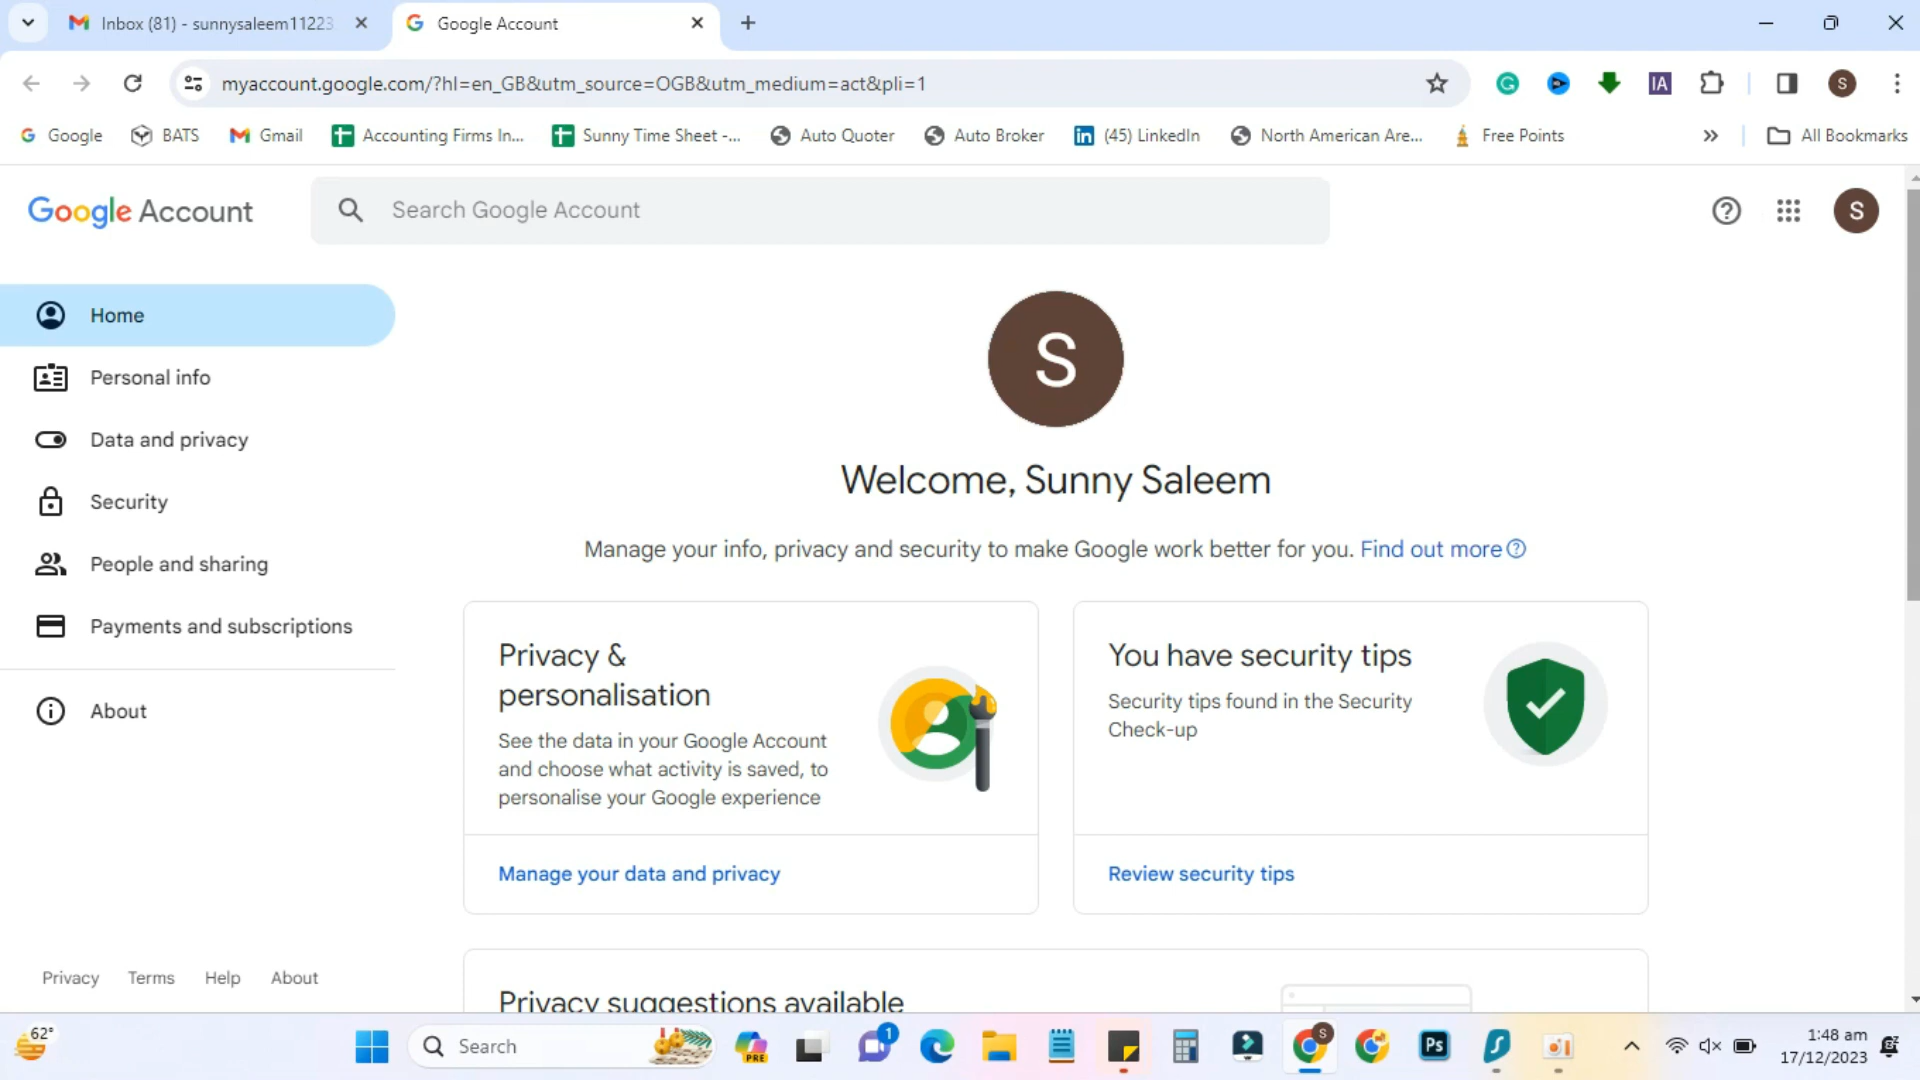 Inbox (81) - sunnysaleem11223
Google Account
myaccount.google.com/?hl=en_GB&utm_source=OGB&utm_medium=act&pli=1
IA
S
Google
BATS
Gmail
Accounting Firms In...
Sunny Time Sheet -...
Auto Quoter
Auto Broker
in
(45) LinkedIn
North American Are...
Free Points
All Bookmarks
Google Account
Search Google Account
S
Home
Personal info
Data and privacy
Security
People and sharing
Payments and subscriptions
About
S
Welcome, Sunny Saleem
Manage your info, privacy and security to make Google work better for you. Find out more
Privacy &
personalisation
See the data in your Google Account
and choose what activity is saved, to
personalise your Google experience
Manage your data and privacy
You have security tips
Security tips found in the Security
Check-up
Review security tips
Privacy suggestions available
Privacy
Terms
Help
About
62°
Search
PRE
1
S
Ps
1:48 am
17/12/2023